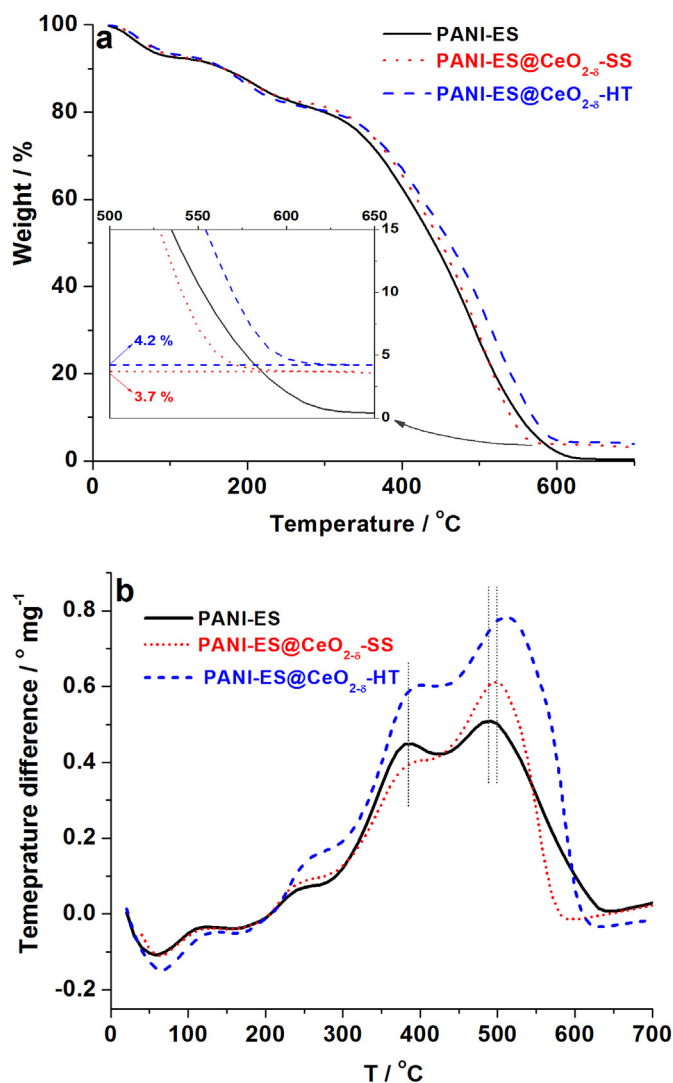 a
PANI-ES
PANI-ES@CeO2-δ-SS
PANI-ES@CeO2-δ-HT
100
80
60
40
20
0
Weight / %
500 550 600 650
15
10
5
0
4.2 %
3.7 %
0 200 400 600
Temperature / °C
b
PANI-ES
PANI-ES@CeO2-δ-SS
PANI-ES@CeO2-δ-HT
0.8
0.6
0.4
0.2
0.0
-0.2
Temeprature difference / ° mg-1
0 100 200 300 400 500 600 700
T / °C